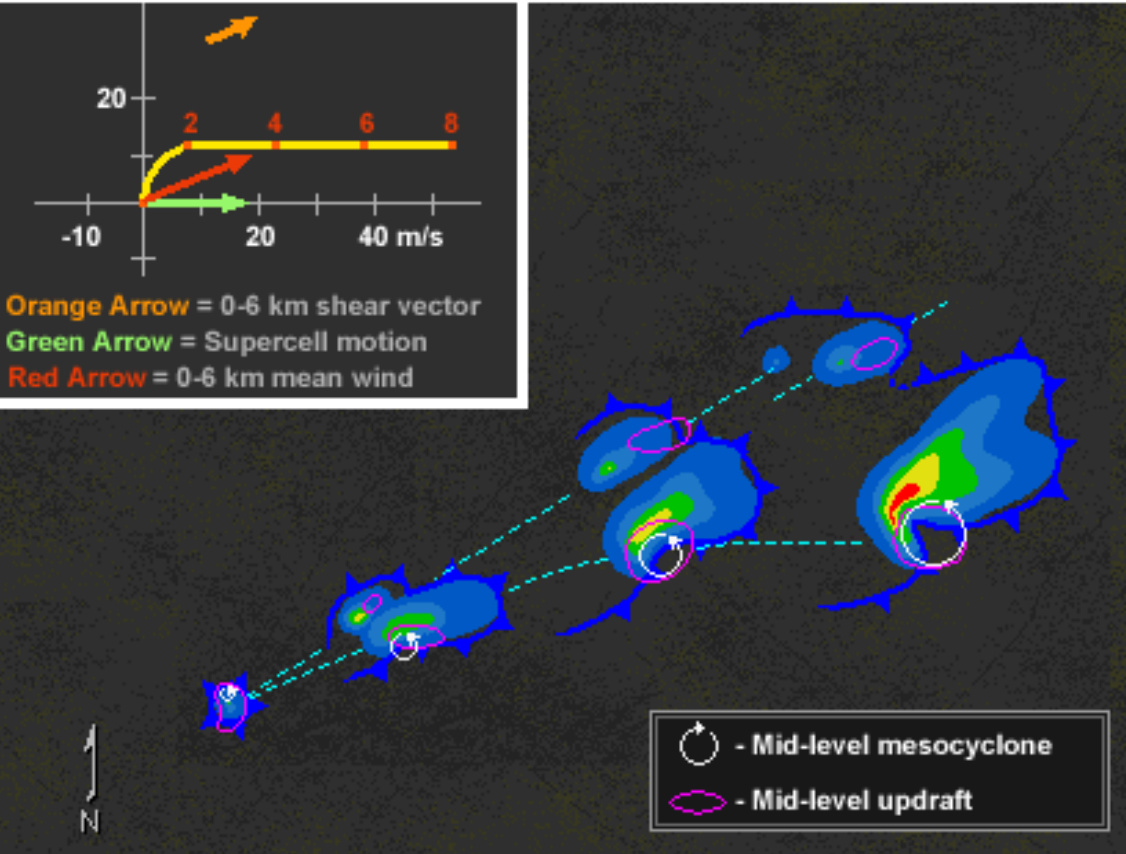 20
2 4 6 8
-10 20 40 m/s
Orange Arrow = 0-6 km shear vector
Green Arrow = Supercell motion
Red Arrow = 0-6 km mean wind
- Mid-level mesocyclone
- Mid-level updraft
N